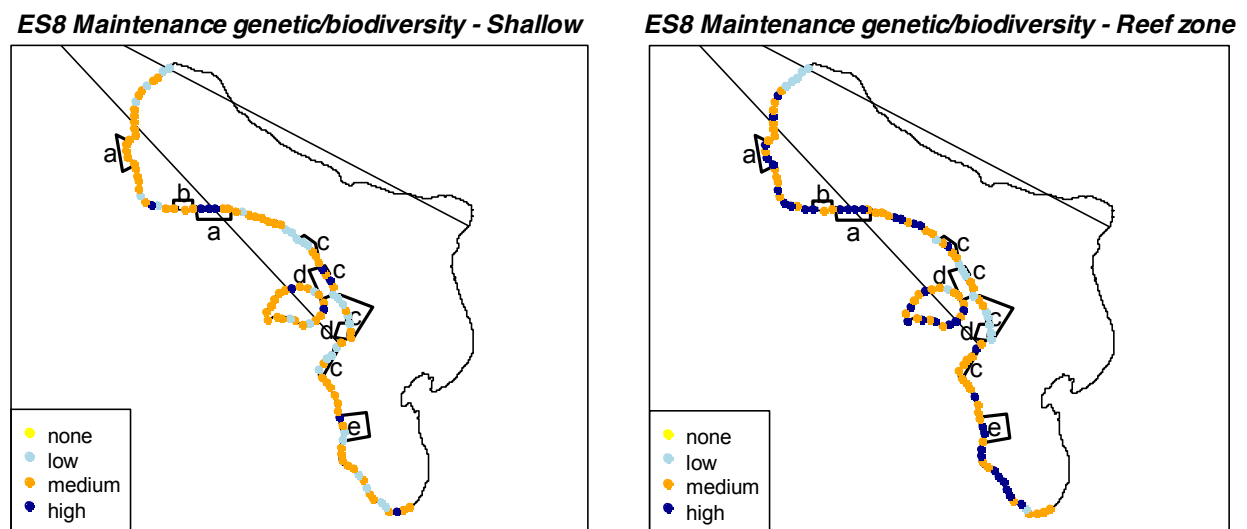 ES8 Maintenance genetic/biodiversity - Shallow
a
b
a
c
c
d
c
d
c
e
none
low
medium
high
ES8 Maintenance genetic/biodiversity - Reef zone
a
b
a
c
c
d
c
d
c
e
none
low
medium
high